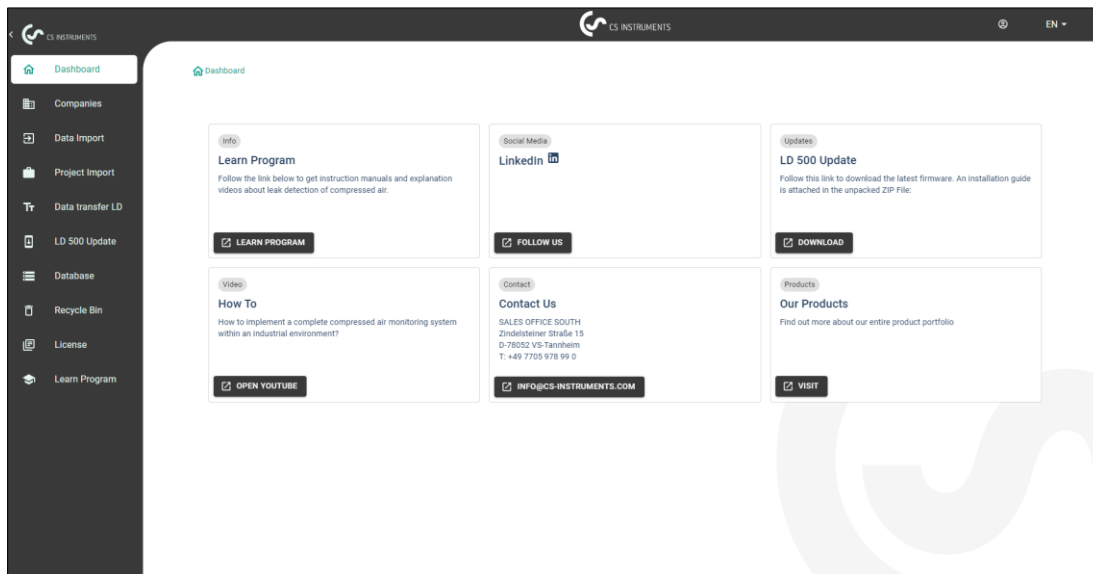 CS INSTRUMENTS
CS INSTRUMENTS
EN
Dashboard
Companies
Data Import
Project Import
Data transfer LD
LD 500 Update
Database
Recycle Bin
License
Learn Program
Dashboard
Info
Learn Program
Follow the link below to get instruction manuals and explanation
videos about leak detection of compressed air.
LEARN PROGRAM
Social Media
LinkedIn
FOLLOW US
Updates
LD 500 Update
Follow this link to download the latest firmware. An installation guide
is attached in the unpacked ZIP File:
DOWNLOAD
Video
How To
How to implement a complete compressed air monitoring system
within an industrial environment?
OPEN YOUTUBE
Contact
Contact Us
SALES OFFICE SOUTH
Zindelsteiner Straße 15
D-78052 VS-Tannheim
T: +49 7705 978 99 0
INFO@CS-INSTRUMENTS.COM
Products
Our Products
Find out more about our entire product portfolio
VISIT